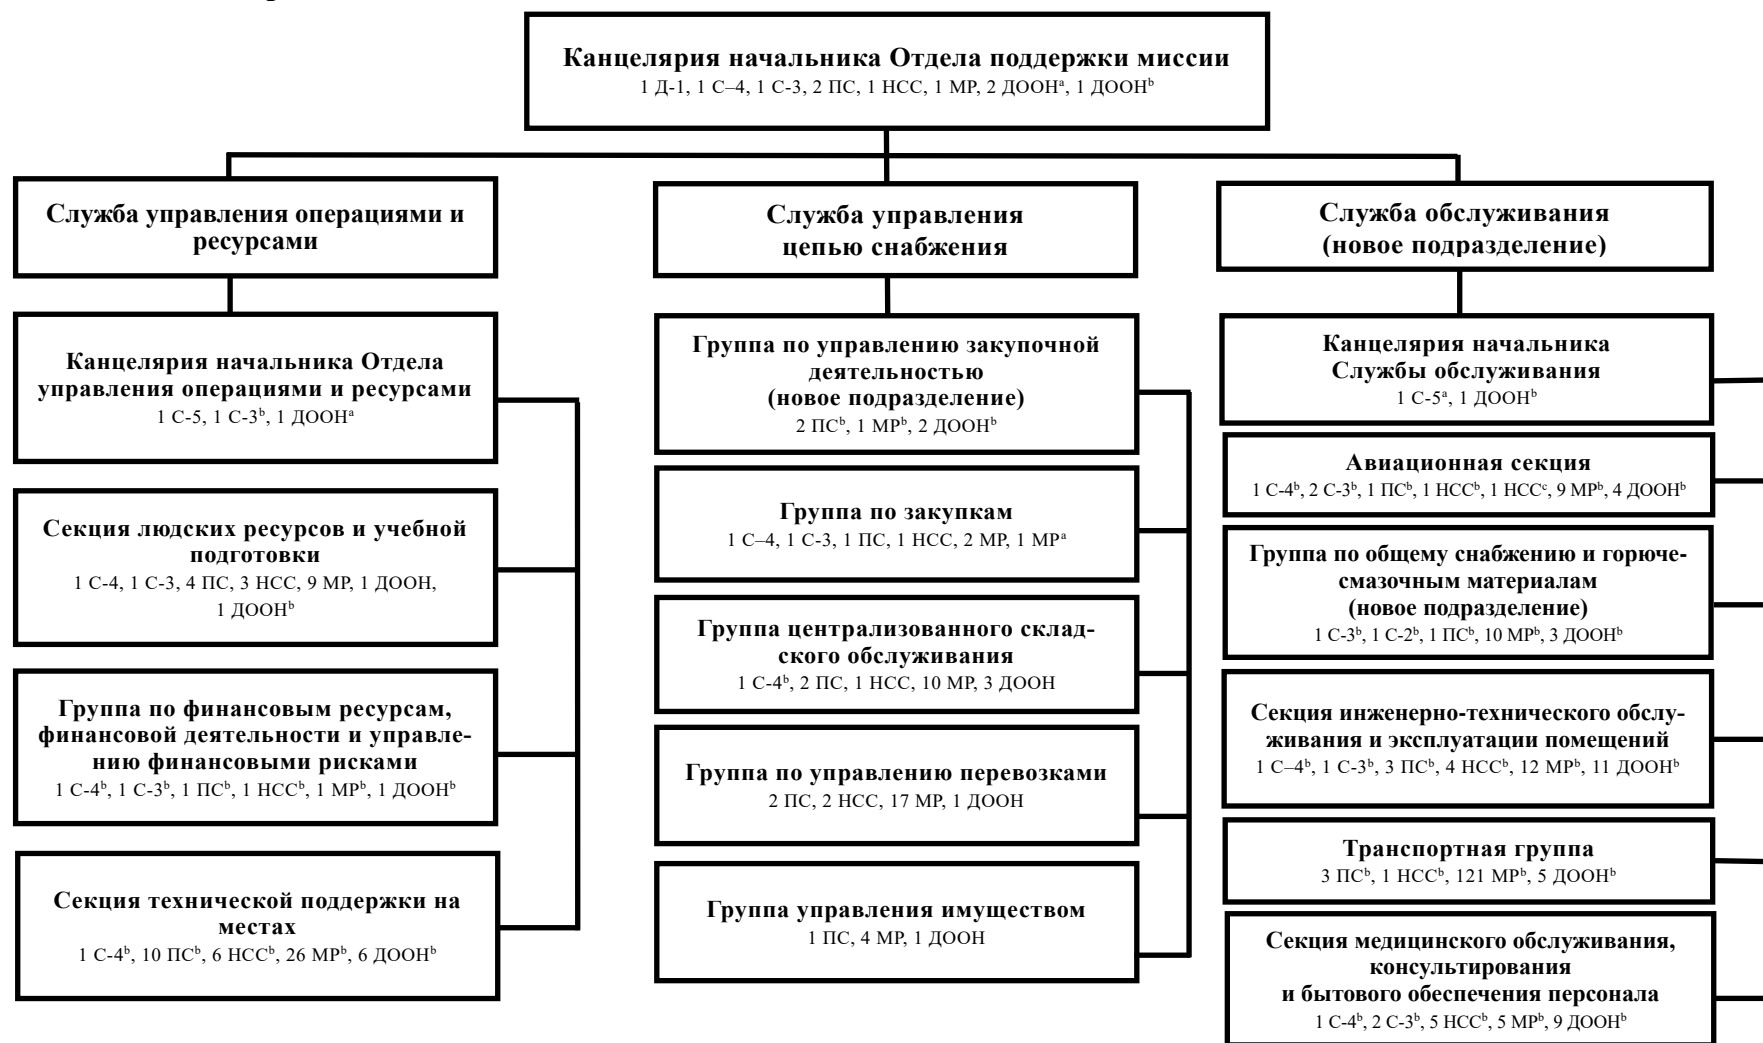 Канцелярия начальника Отдела поддержки миссии
1 Д-1, 1 С–4, 1 С-3, 2 ПС, 1 НСС, 1 МР, 2 ДООНᵃ, 1 ДООНᵇ
Служба управления операциями и
ресурсами
Канцелярия начальника Отдела
управления операциями и ресурсами
1 С-5, 1 С-3ᵇ, 1 ДООНᵃ
Секция людских ресурсов и учебной
подготовки
1 С-4, 1 С-3, 4 ПС, 3 НСС, 9 МР, 1 ДООН,
1 ДООНᵇ
Группа по финансовым ресурсам,
финансовой деятельности и управле-
нию финансовыми рисками
1 С-4ᵇ, 1 С-3ᵇ, 1 ПСᵇ, 1 НССᵇ, 1 МРᵇ, 1 ДООНᵇ
Секция технической поддержки на
местах
1 С-4ᵇ, 10 ПСᵇ, 6 НССᵇ, 26 МРᵇ, 6 ДООНᵇ
Служба управления
цепью снабжения
Группа по управлению закупочной
деятельностью
(новое подразделение)
2 ПСᵇ, 1 МРᵇ, 2 ДООНᵇ
Группа по закупкам
1 С–4, 1 С-3, 1 ПС, 1 НСС, 2 МР, 1 МРᵃ
Группа централизованного склад-
ского обслуживания
1 С-4ᵇ, 2 ПС, 1 НСС, 10 МР, 3 ДООН
Группа по управлению перевозками
2 ПС, 2 НСС, 17 МР, 1 ДООН
Группа управления имуществом
1 ПС, 4 МР, 1 ДООН
Служба обслуживания
(новое подразделение)
Канцелярия начальника
Службы обслуживания
1 С-5ᵃ, 1 ДООНᵇ
Авиационная секция
1 С-4ᵇ, 2 С-3ᵇ, 1 ПСᵇ, 1 НССᵇ, 1 НССᶜ, 9 МРᵇ, 4 ДООНᵇ
Группа по общему снабжению и горюче-
смазочным материалам
(новое подразделение)
1 С-3ᵇ, 1 С-2ᵇ, 1 ПСᵇ, 10 МРᵇ, 3 ДООНᵇ
Секция инженерно-технического обслу-
живания и эксплуатации помещений
1 С–4ᵇ, 1 С-3ᵇ, 3 ПСᵇ, 4 НССᵇ, 12 МРᵇ, 11 ДООНᵇ
Транспортная группа
3 ПСᵇ, 1 НССᵇ, 121 МРᵇ, 5 ДООНᵇ
Секция медицинского обслуживания,
консультирования
и бытового обеспечения персонала
1 С-4ᵇ, 2 С-3ᵇ, 5 НССᵇ, 5 МРᵇ, 9 ДООНᵇ